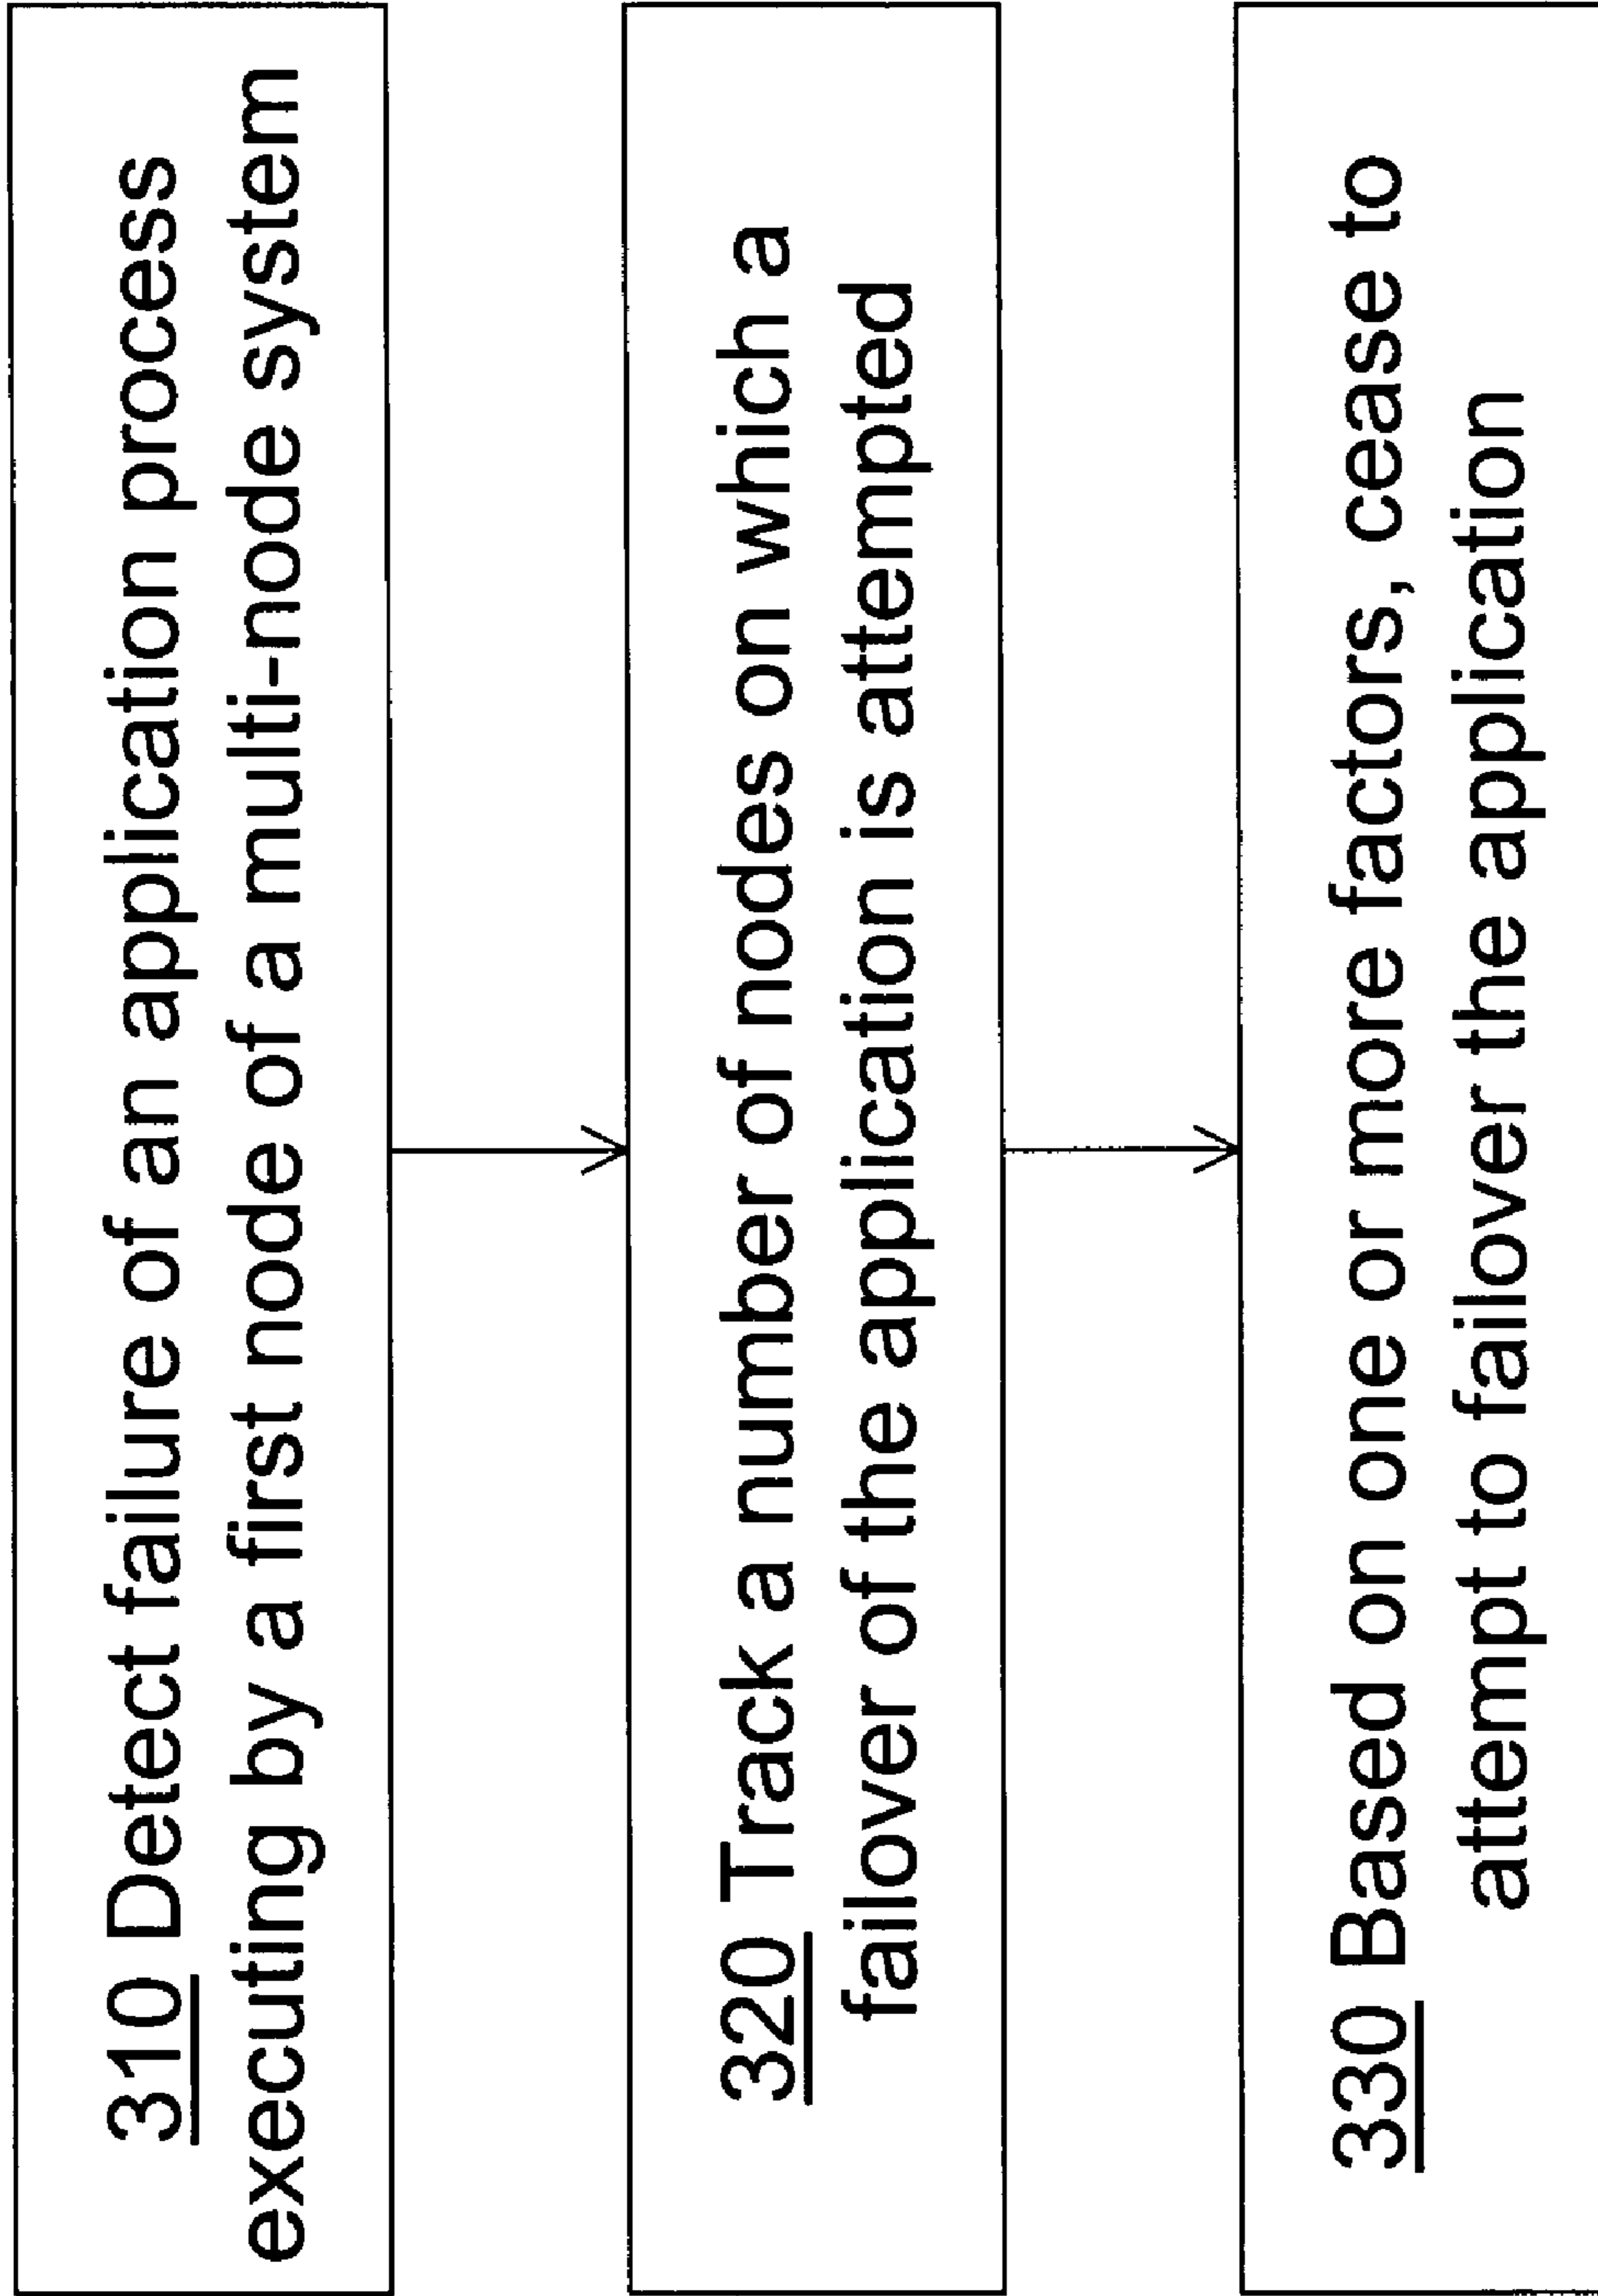 310 Detect failure of an application process
executing by a first node of a multi-node system
320 Track a number of nodes on which a
failover of the application is attempted
330 Based on one or more factors, cease to
attempt to failover the application